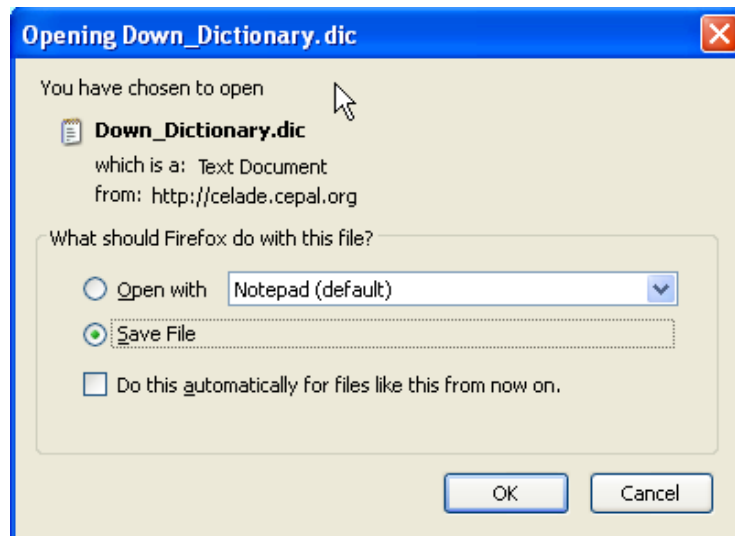 Opening Down_Dictionary.dic
You have chosen to open
Down_Dictionary.dic
which is a: Text Document
from: http://celade.cepal.org
What should Firefox do with this file?
Open with Notepad (default)
Save File
Do this automatically for files like this from now on.
OK Cancel